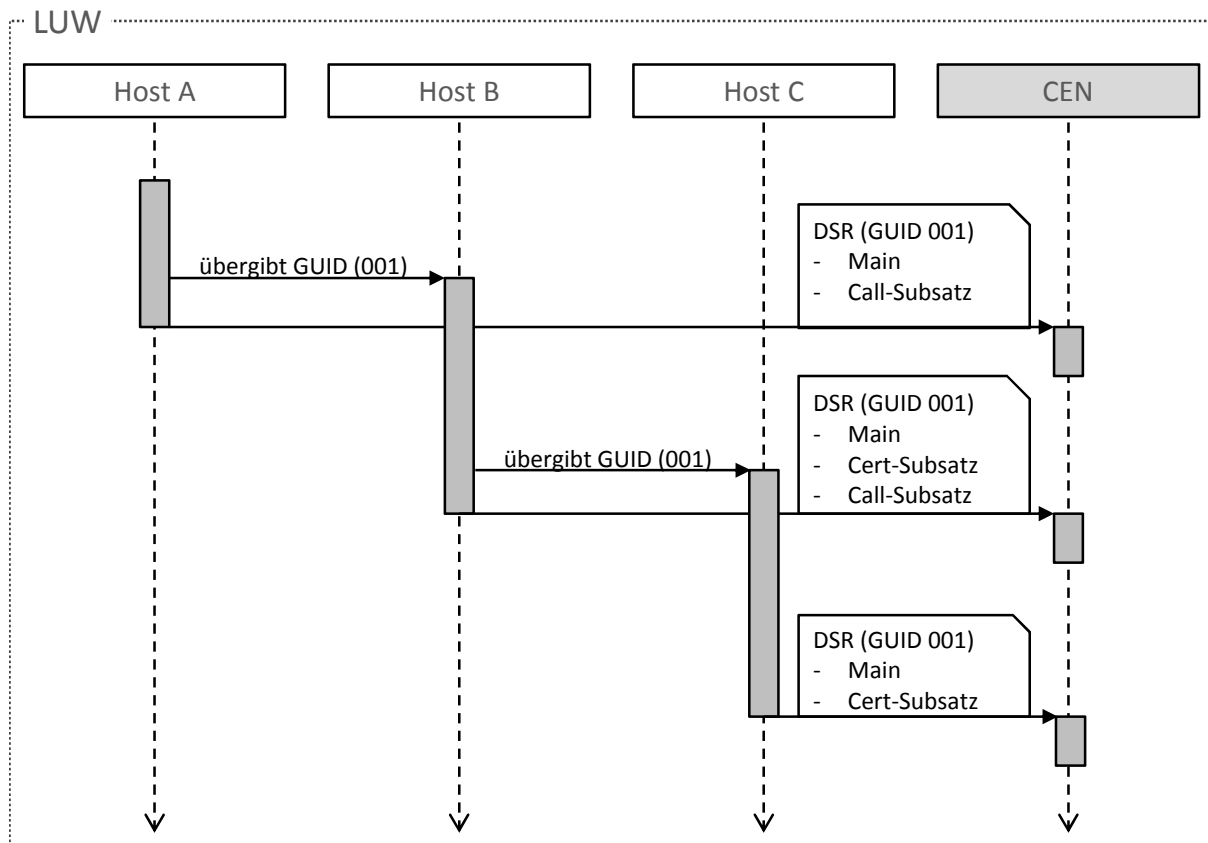 LUW
Host A
Host B
Host C
CEN
DSR (GUID 001)
- Main
- Call-Subsatz
übergibt GUID (001)
DSR (GUID 001)
- Main
- Cert-Subsatz
- Call-Subsatz
übergibt GUID (001)
DSR (GUID 001)
- Main
- Cert-Subsatz